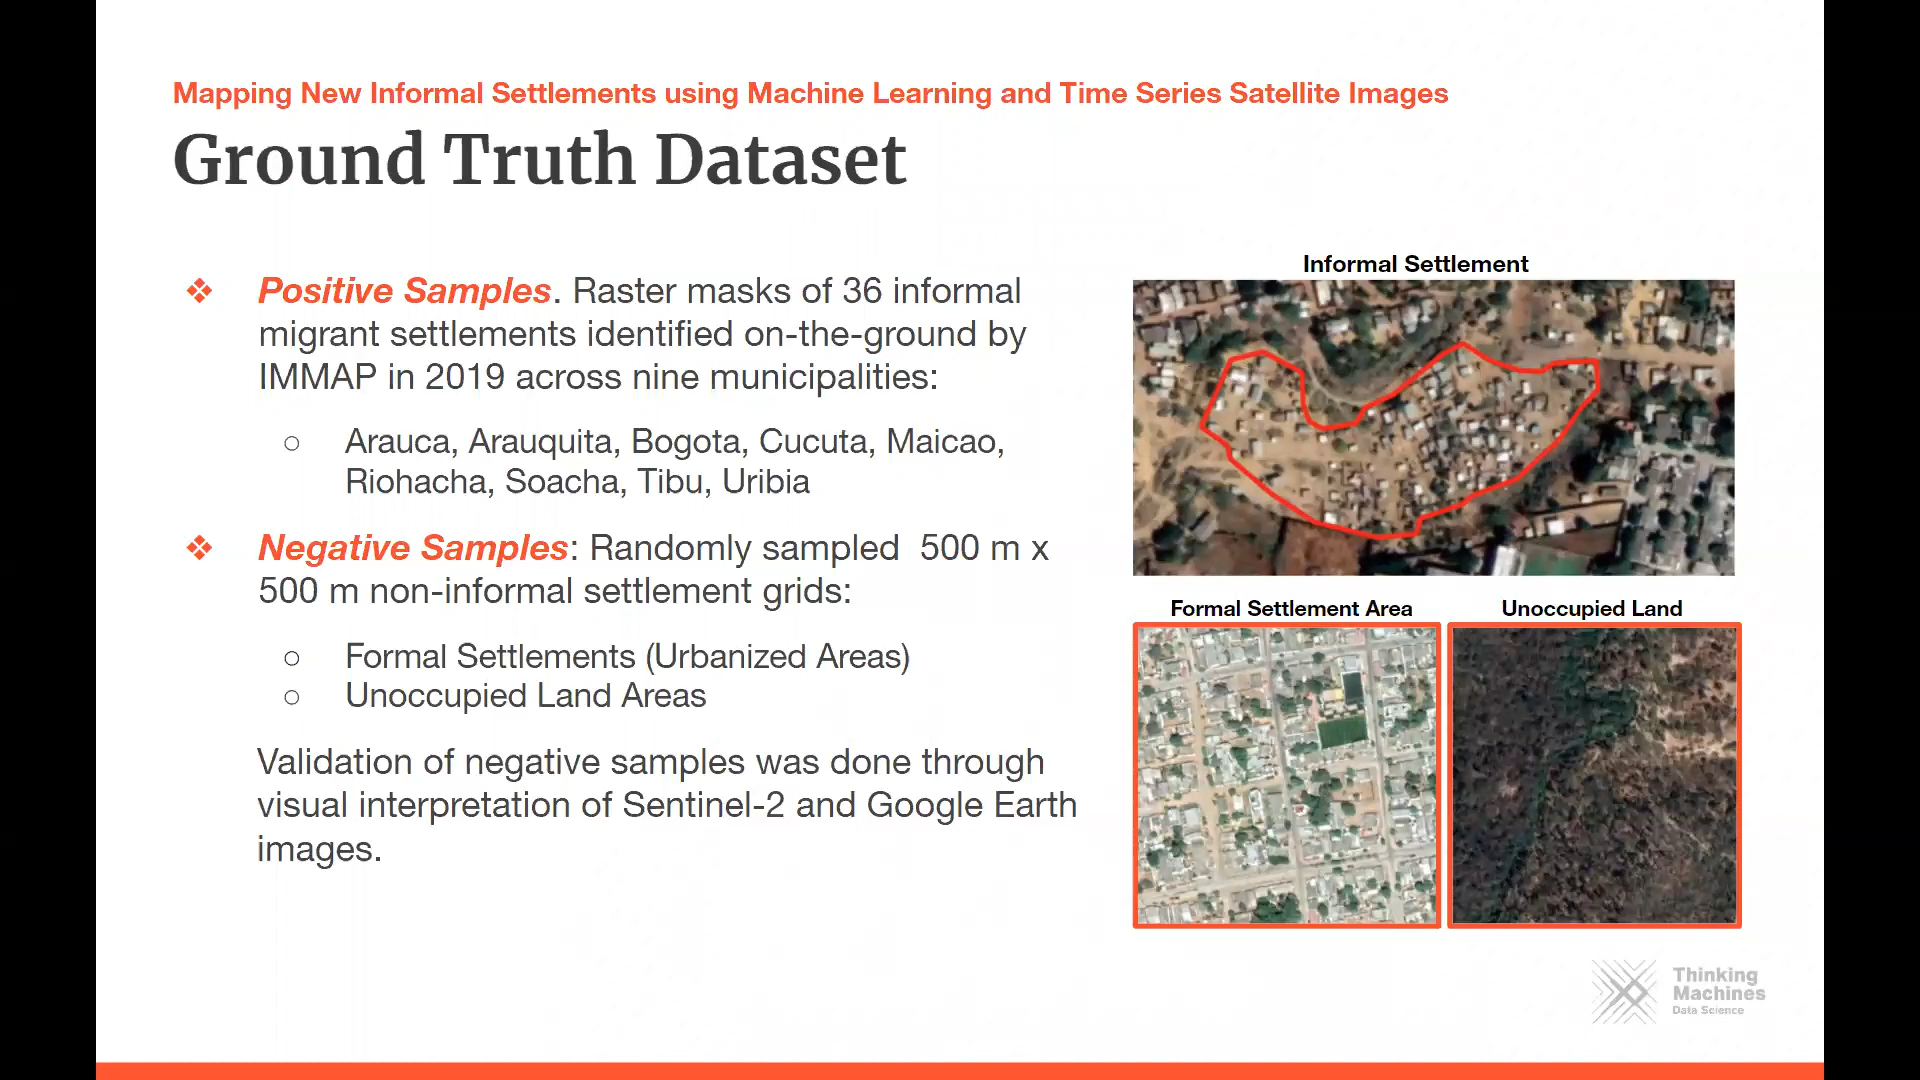 Mapping New Informal Settlements using Machine Learning and Time Series Satellite Images
Ground Truth Dataset
❖ Positive Samples. Raster masks of 36 informal
migrant settlements identified on-the-ground by
IMMAP in 2019 across nine municipalities:
○ Arauca, Arauquita, Bogota, Cucuta, Maicao,
Riohacha, Soacha, Tibu, Uribia
❖ Negative Samples: Randomly sampled 500 m x
500 m non-informal settlement grids:
○ Formal Settlements (Urbanized Areas)
○ Unoccupied Land Areas
Validation of negative samples was done through
visual interpretation of Sentinel-2 and Google Earth
images.
Informal Settlement
Formal Settlement Area
Unoccupied Land
Thinking
Machines
Data Science